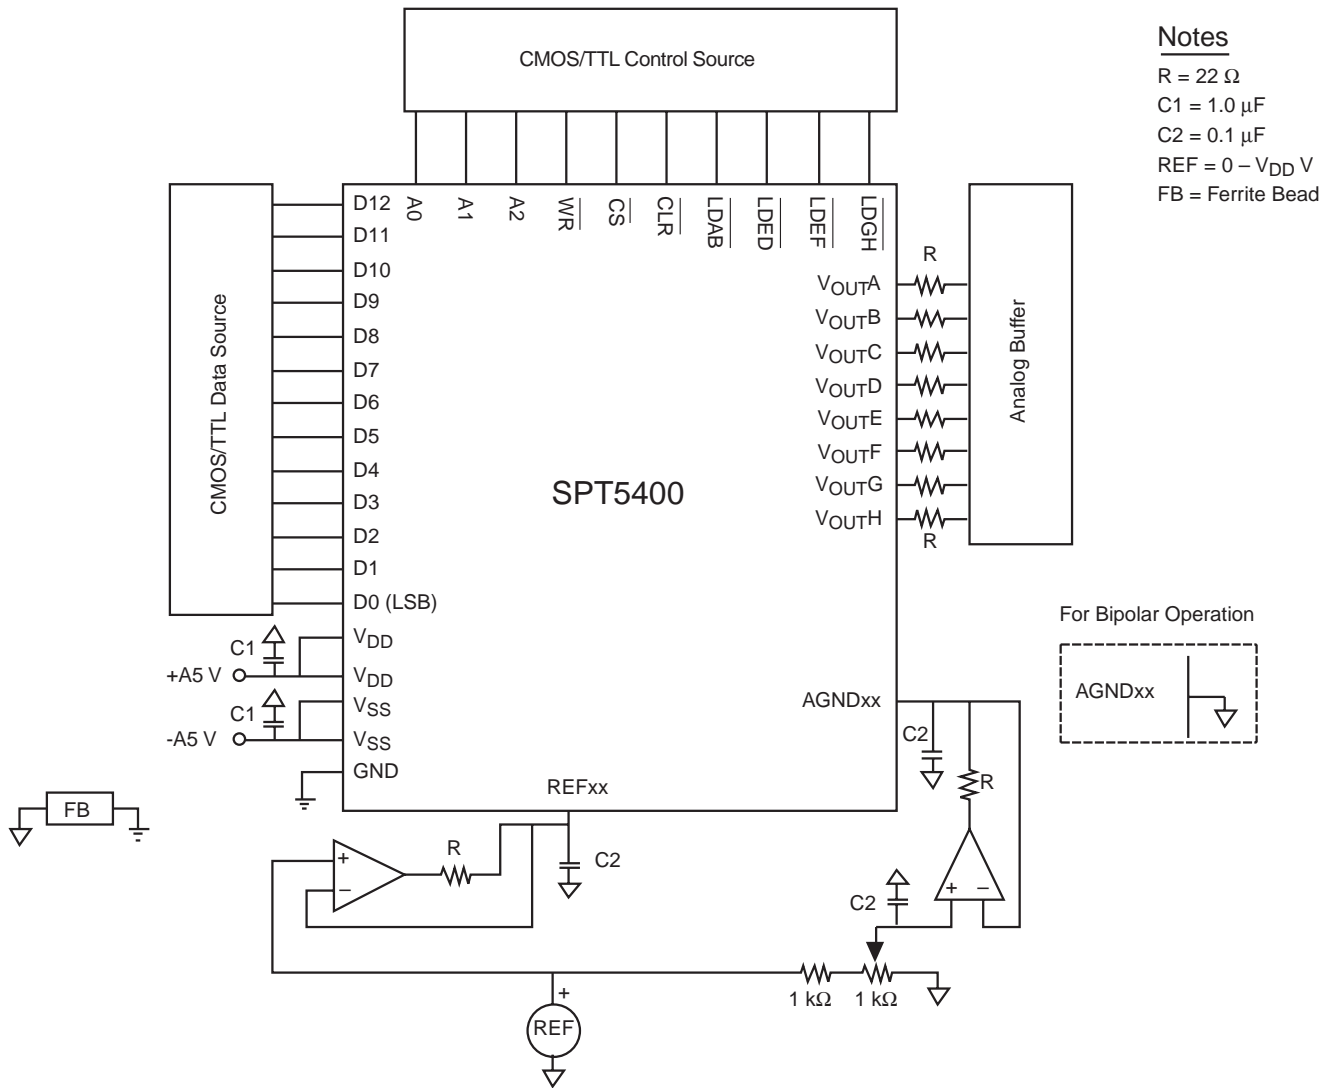 CMOS/TTL Control Source
Notes
R = 22 Ω
C1 = 1.0 μF
C2 = 0.1 μF
REF = 0 – VDD V
FB = Ferrite Bead
A0
A1
A2
WR
CS
CLR
LDAB
LDED
LDEF
LDGH
CMOS/TTL Data Source
D12
D11
D10
D9
D8
D7
D6
D5
D4
D3
D2
D1
D0 (LSB)
VDD
VDD
VSS
VSS
GND
C1
+A5 V
C1
-A5 V
SPT5400
R
VOUTA
VOUTB
VOUTC
VOUTD
VOUTE
VOUTF
VOUTG
VOUTH
R
Analog Buffer
For Bipolar Operation
AGNDxx
AGNDxx
C2
R
REFxx
FB
+
−
R
C2
C2
+ −
1 kΩ
1 kΩ
+
REF